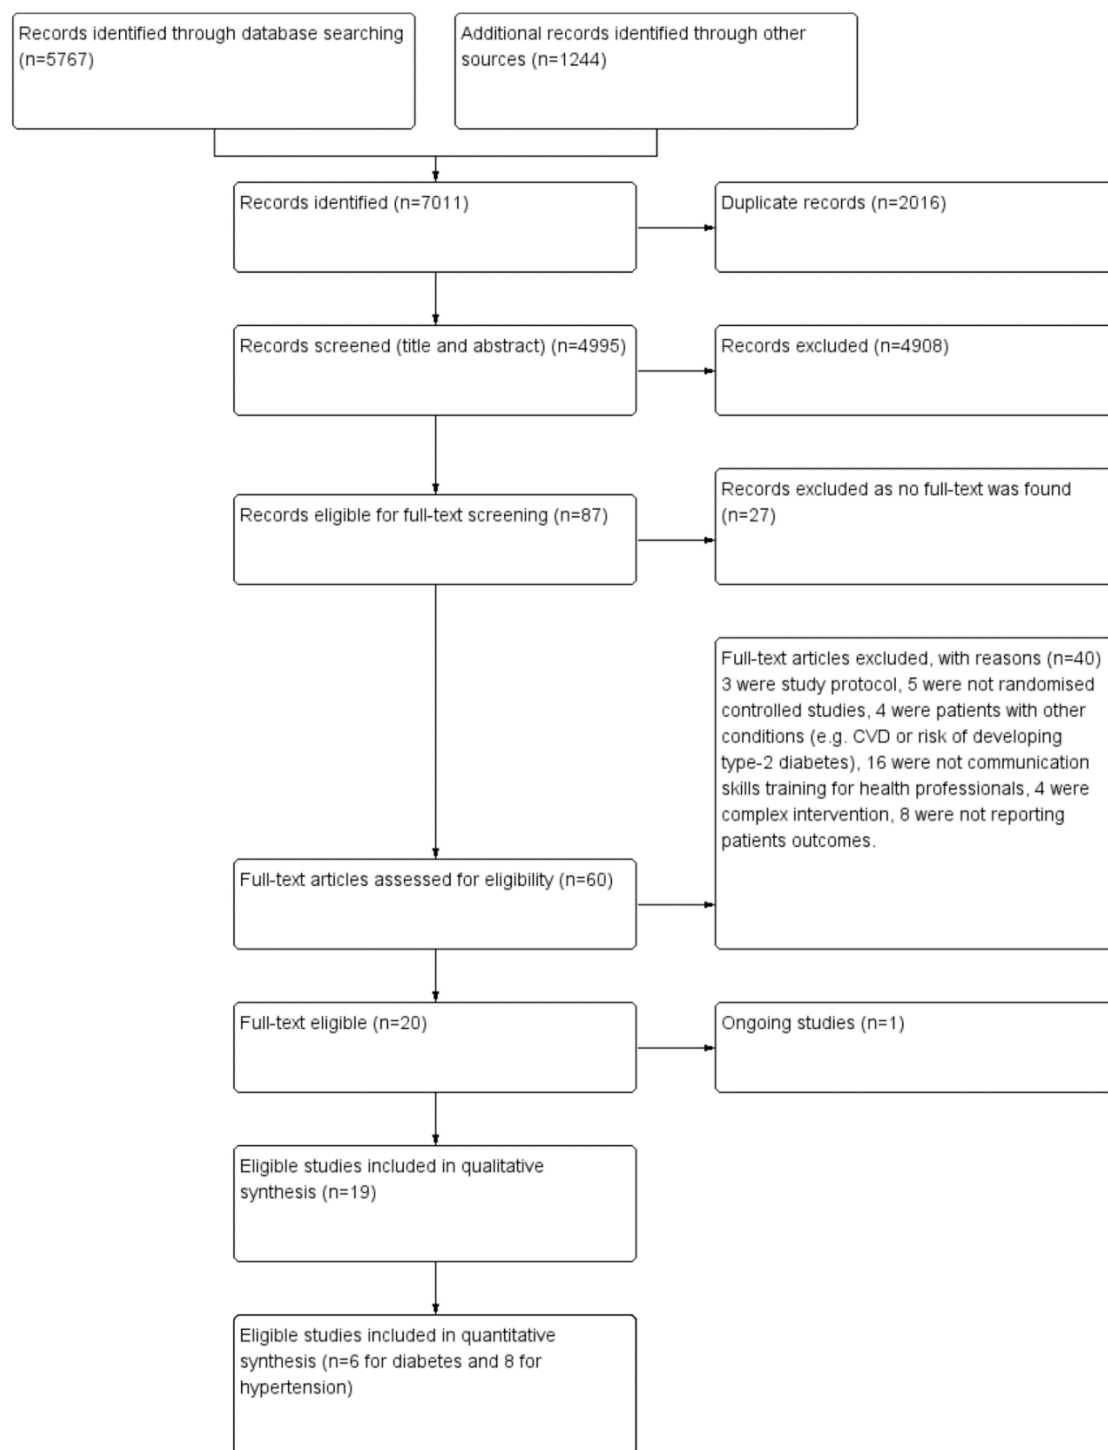 Records identified through database searching
(n=5767)
Additional records identified through other
sources (n=1244)
Records identified (n=7011)
Duplicate records (n=2016)
Records screened (title and abstract) (n=4995)
Records excluded (n=4908)
Records eligible for full-text screening (n=87)
Records excluded as no full-text was found
(n=27)
Full-text articles excluded, with reasons (n=40)
3 were study protocol, 5 were not randomised
controlled studies, 4 were patients with other
conditions (e.g. CVD or risk of developing
type-2 diabetes), 16 were not communication
skills training for health professionals, 4 were
complex intervention, 8 were not reporting
patients outcomes.
Full-text articles assessed for eligibility (n=60)
Full-text eligible (n=20)
Ongoing studies (n=1)
Eligible studies included in qualitative
synthesis (n=19)
Eligible studies included in quantitative
synthesis (n=6 for diabetes and 8 for
hypertension)